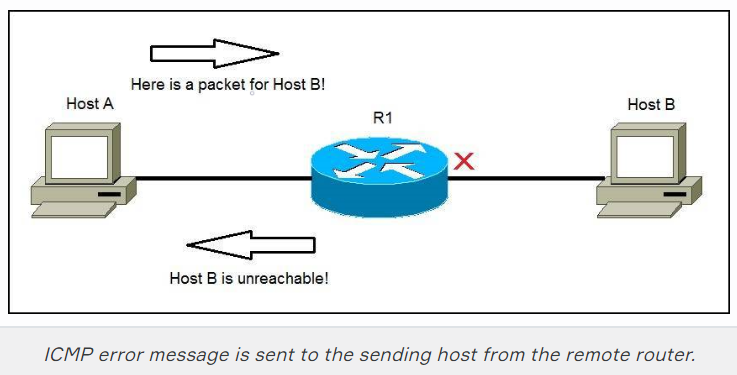 Here is a packet for Host B!
Host A
R1
Host B
Host B is unreachable!
ICMP error message is sent to the sending host from the remote router.